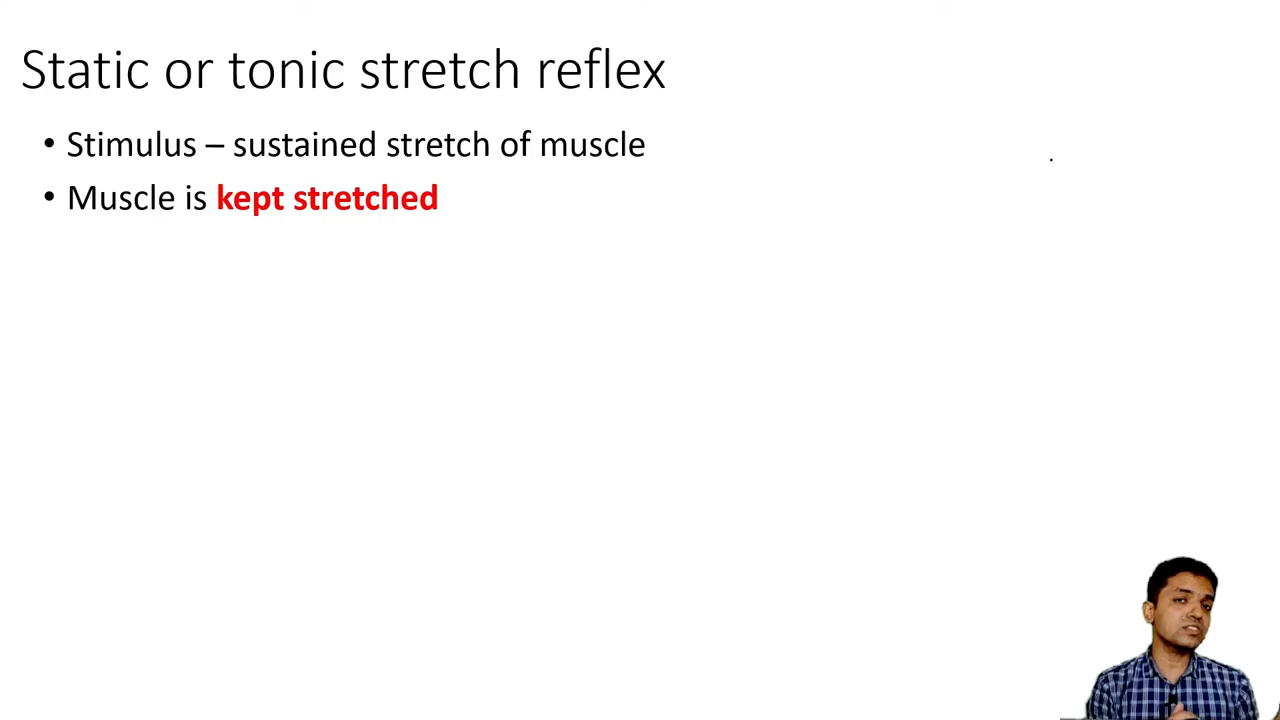 Static or tonic stretch reflex
• Stimulus – sustained stretch of muscle
• Muscle is kept stretched